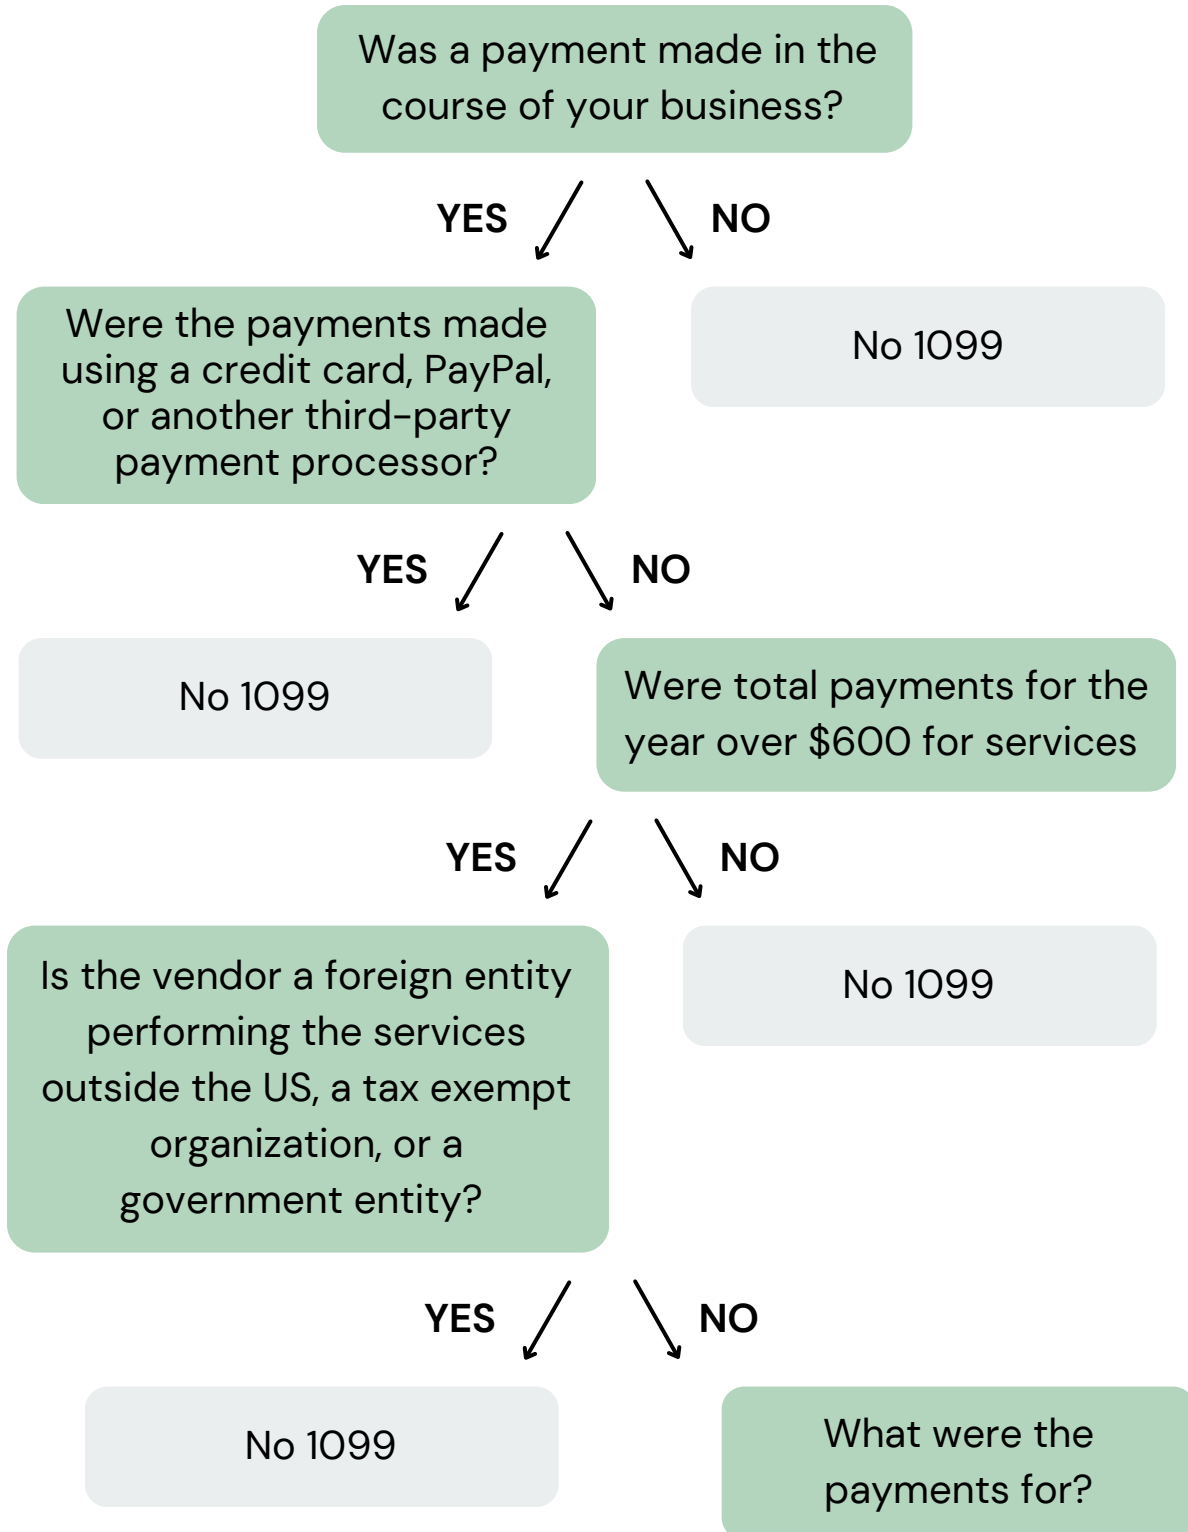 Was a payment made in the
course of your business?
YES
NO
Were the payments made
using a credit card, PayPal,
or another third-party
payment processor?
No 1099
YES
NO
No 1099
Were total payments for the
year over $600 for services
YES
NO
Is the vendor a foreign entity
performing the services
outside the US, a tax exempt
organization, or a
government entity?
No 1099
YES
NO
No 1099
What were the
payments for?